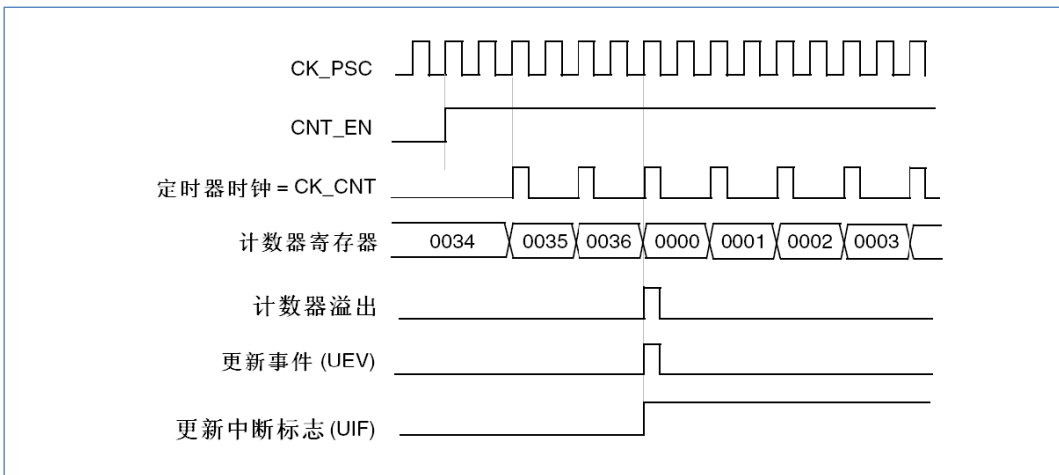 CK_PSC
CNT_EN
定时器时钟 = CK_CNT
计数器寄存器 0034 0035 0036 0000 0001 0002 0003
计数器溢出
更新事件 (UEV)
更新中断标志 (UIF)